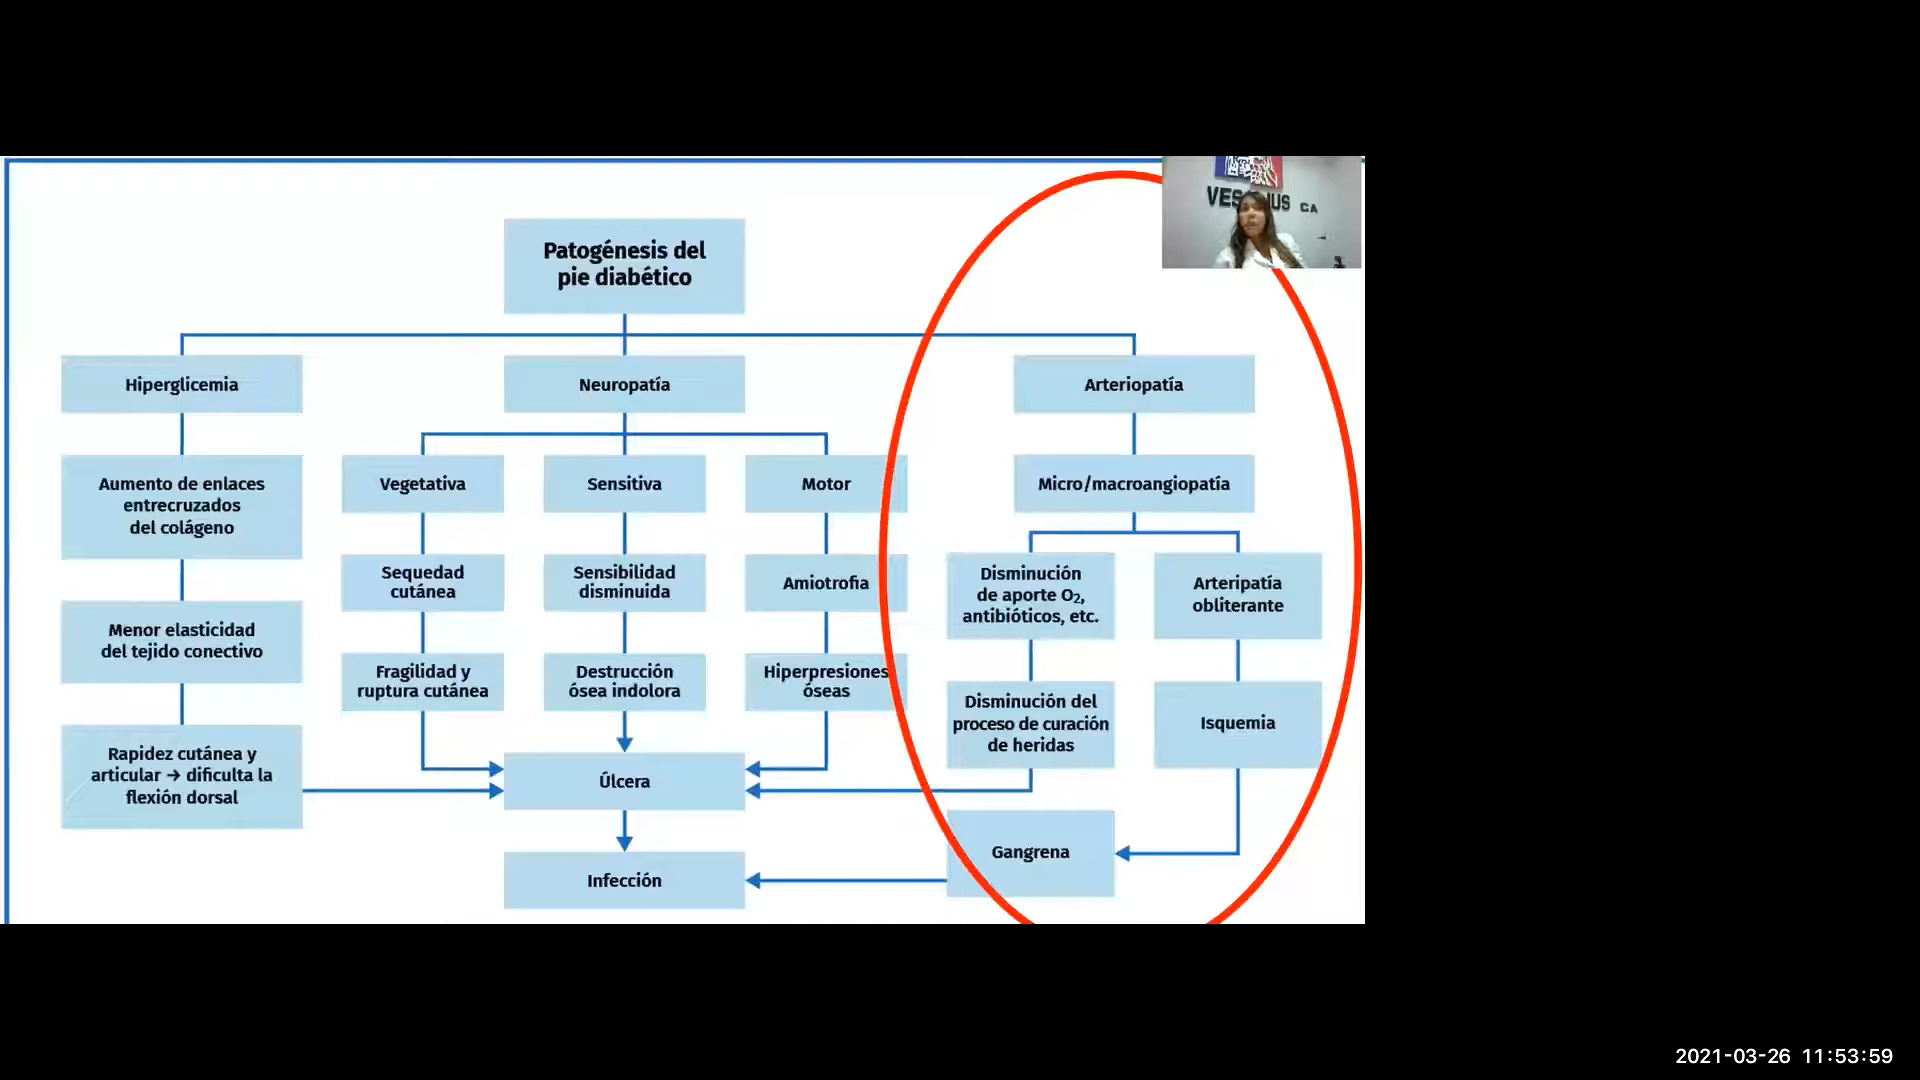 Patogénesis del
pie diabético
Hiperglicemia
Neuropatía
Arteriopatía
Aumento de enlaces
entrecruzados
del colágeno
Vegetativa
Sensitiva
Motor
Micro/macroangiopatía
Sequedad
cutánea
Sensibilidad
disminuida
Amiotrofia
Disminución
de aporte O₂,
antibióticos, etc.
Arteripatía
obliterante
Menor elasticidad
del tejido conectivo
Fragilidad y
ruptura cutánea
Destrucción
ósea indolora
Hiperpresiones
óseas
Disminución del
proceso de curación
de heridas
Isquemia
Rapidez cutánea y
articular → dificulta la
flexión dorsal
Úlcera
Gangrena
Infección
CA
2021-03-26 11:53:59